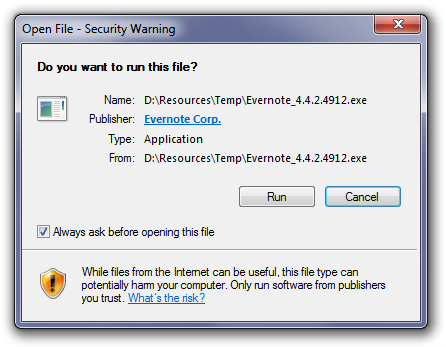 Open File - Security Warning
Do you want to run this file?
Name: D:\Resources\Temp\Evernote_4.4.2.4912.exe
Publisher: Evernote Corp.
Type: Application
From: D:\Resources\Temp\Evernote_4.4.2.4912.exe
Run Cancel
Always ask before opening this file
While files from the Internet can be useful, this file type can
potentially harm your computer. Only run software from publishers
you trust. What's the risk?